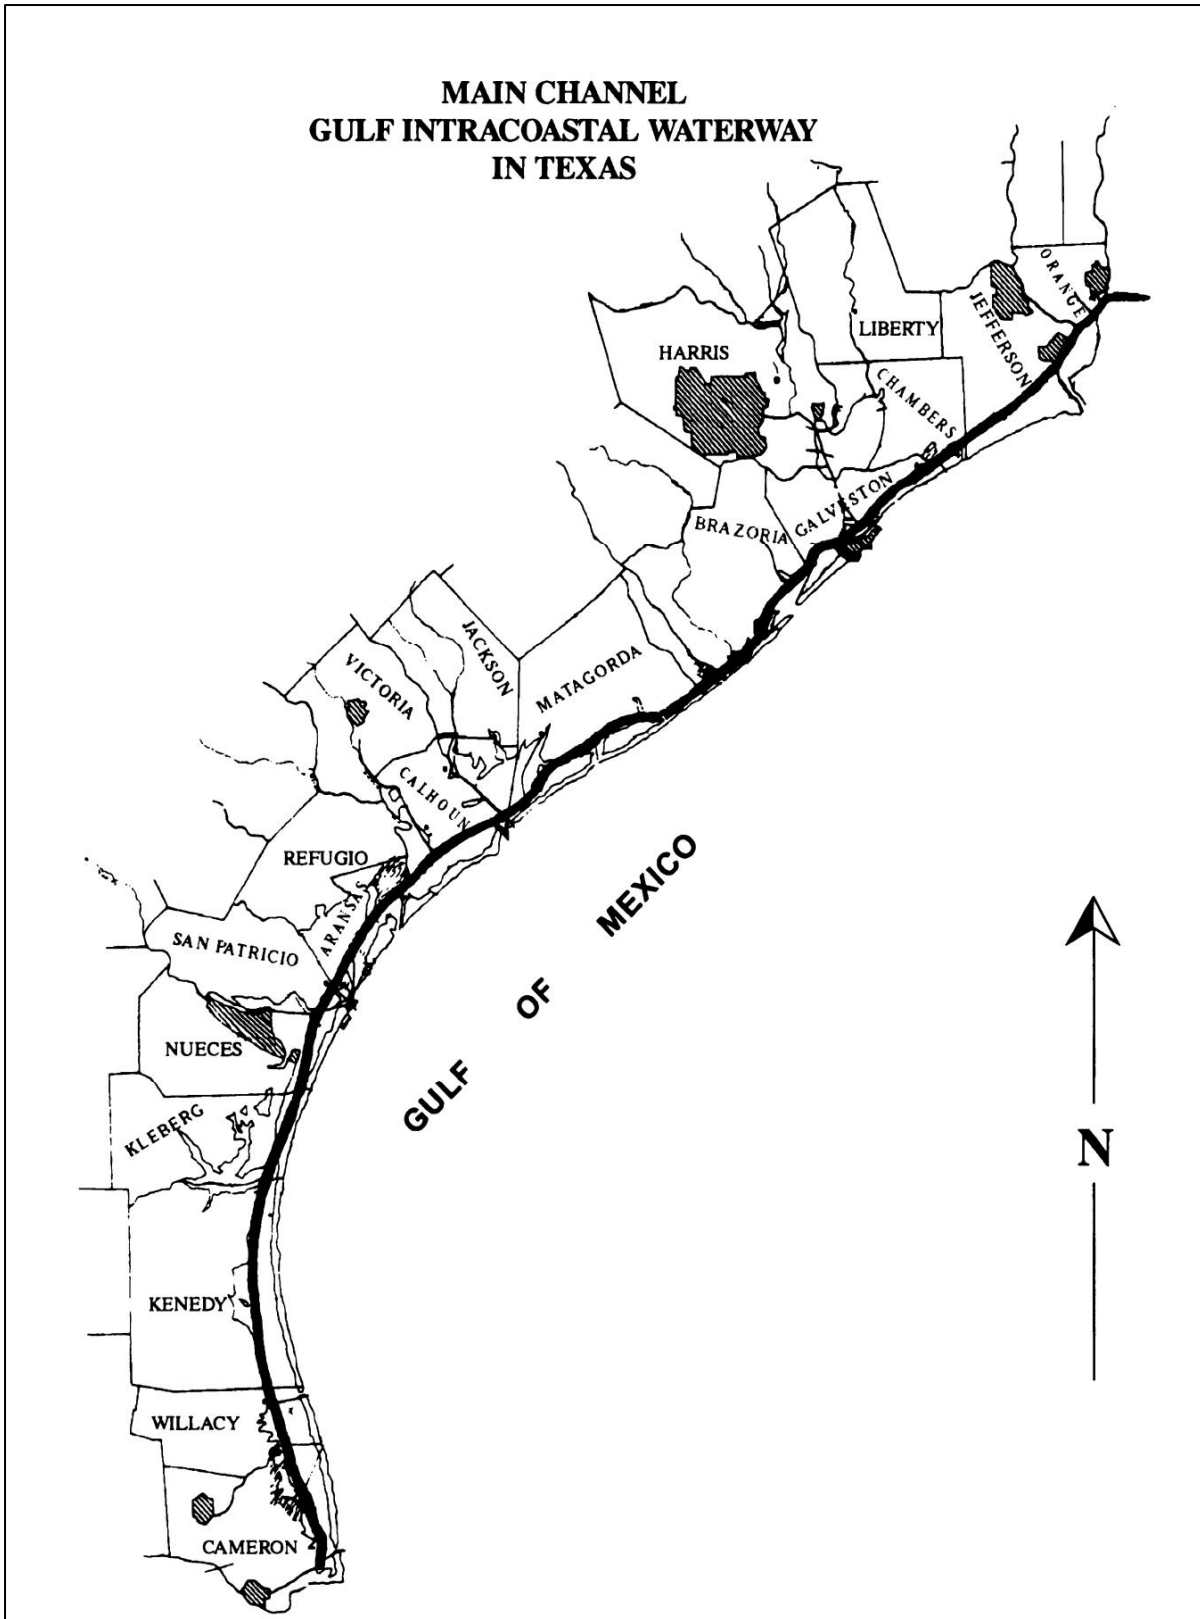 MAIN CHANNEL
GULF INTRACOASTAL WATERWAY
IN TEXAS
ORANGE
JEFFERSON
LIBERTY
HARRIS
CHAMBERS
GALVESTON
BRAZORIA
JACKSON
MATAGORDA
VICTORIA
CALHOUN
REFUGIO
ARANSAS
SAN PATRICIO
NUECES
KLEBERG
KENEDY
WILLACY
CAMERON
GULF OF MEXICO
N